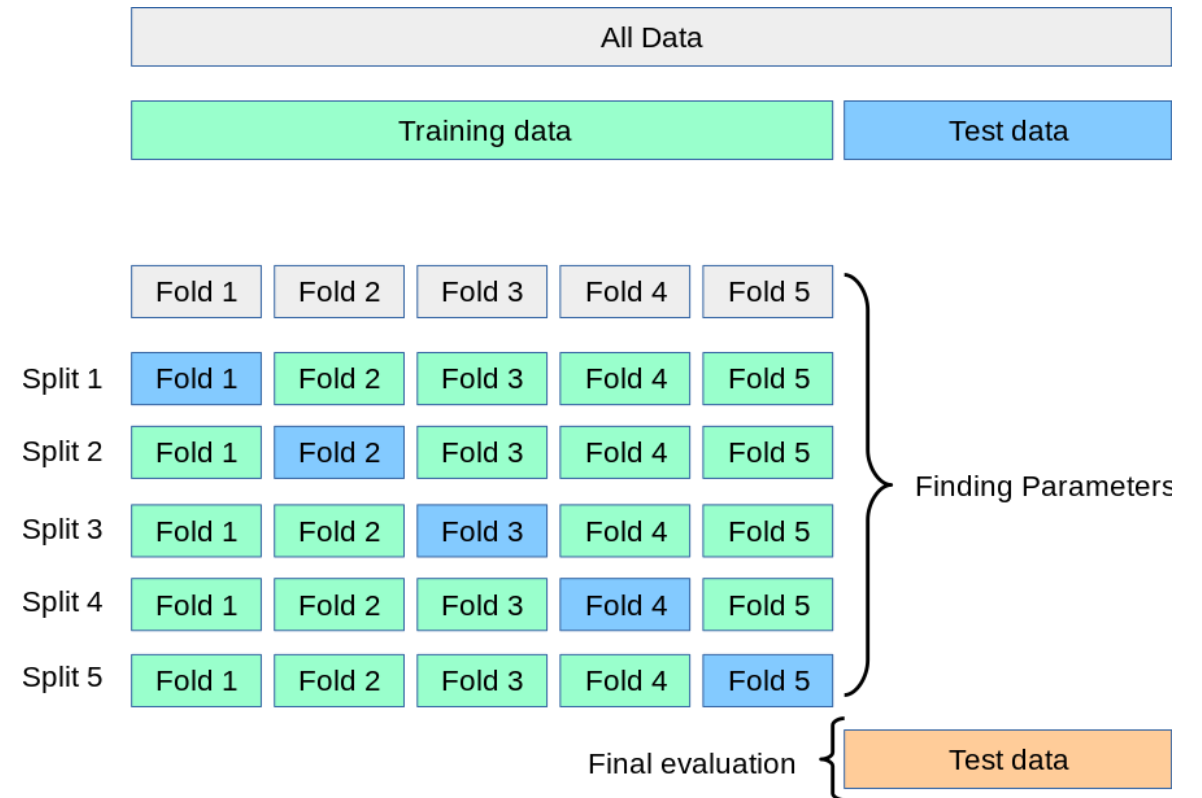 All Data
Training data Test data
Fold 1 Fold 2 Fold 3 Fold 4 Fold 5
Split 1 Fold 1 Fold 2 Fold 3 Fold 4 Fold 5
Split 2 Fold 1 Fold 2 Fold 3 Fold 4 Fold 5
Finding Parameters
Split 3 Fold 1 Fold 2 Fold 3 Fold 4 Fold 5
Split 4 Fold 1 Fold 2 Fold 3 Fold 4 Fold 5
Split 5 Fold 1 Fold 2 Fold 3 Fold 4 Fold 5
Final evaluation Test data